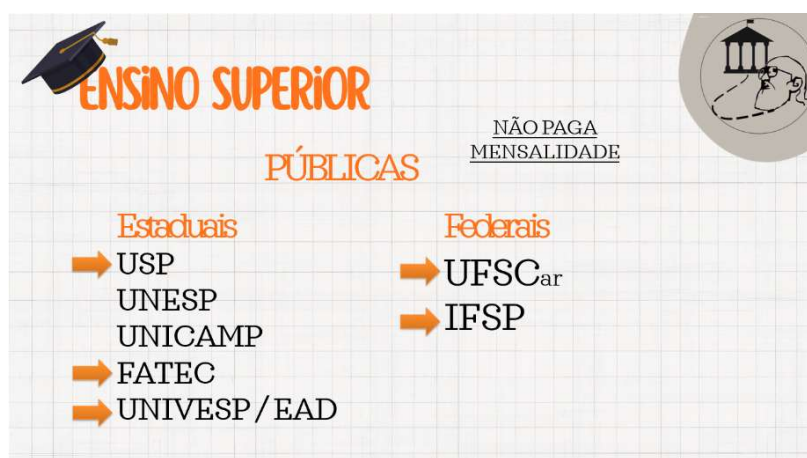 ENSiNO SUPERiOR
NÃO PAGA
MENSALIDADE
PÚBLICAS
Estaduais
USP
UNESP
UNICAMP
FATEC
UNIVESP / EAD
Federais
UFSCar
IFSP